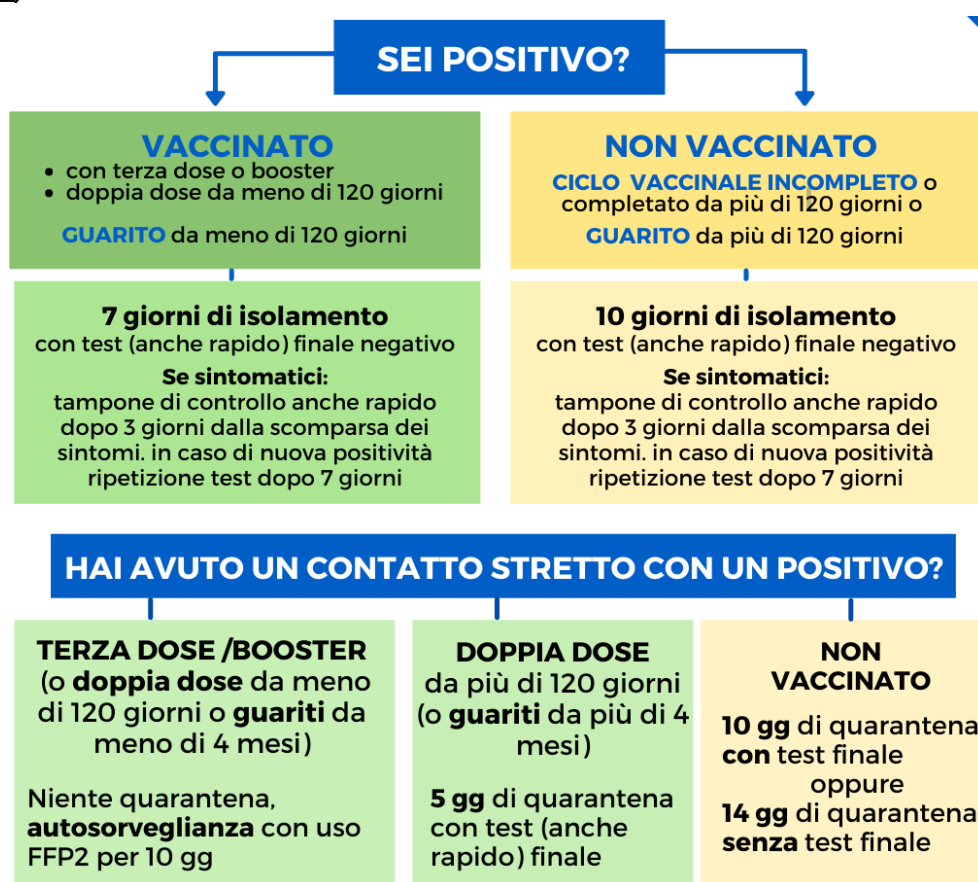 SEI POSITIVO?
VACCINATO
• con terza dose o booster
• doppia dose da meno di 120 giorni
GUARITO da meno di 120 giorni
NON VACCINATO
CICLO VACCINALE INCOMPLETO o
completato da più di 120 giorni o
GUARITO da più di 120 giorni
7 giorni di isolamento
con test (anche rapido) finale negativo
Se sintomatici:
tampone di controllo anche rapido
dopo 3 giorni dalla scomparsa dei
sintomi. in caso di nuova positività
ripetizione test dopo 7 giorni
10 giorni di isolamento
con test (anche rapido) finale negativo
Se sintomatici:
tampone di controllo anche rapido
dopo 3 giorni dalla scomparsa dei
sintomi. in caso di nuova positività
ripetizione test dopo 7 giorni
HAI AVUTO UN CONTATTO STRETTO CON UN POSITIVO?
TERZA DOSE /BOOSTER
(o doppia dose da meno
di 120 giorni o guariti da
meno di 4 mesi)
Niente quarantena,
autosorveglianza con uso
FFP2 per 10 gg
DOPPIA DOSE
da più di 120 giorni
(o guariti da più di 4
mesi)
5 gg di quarantena
con test (anche
rapido) finale
NON
VACCINATO
10 gg di quarantena
con test finale
oppure
14 gg di quarantena
senza test finale